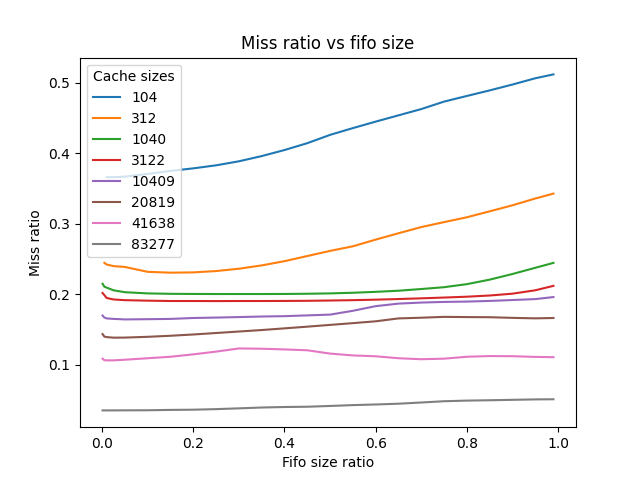 Miss ratio vs fifo size
Cache sizes
104
312
1040
3122
10409
20819
41638
83277
0.5
0.4
0.3
0.2
0.1
Miss ratio
0.0 0.2 0.4 0.6 0.8 1.0
Fifo size ratio